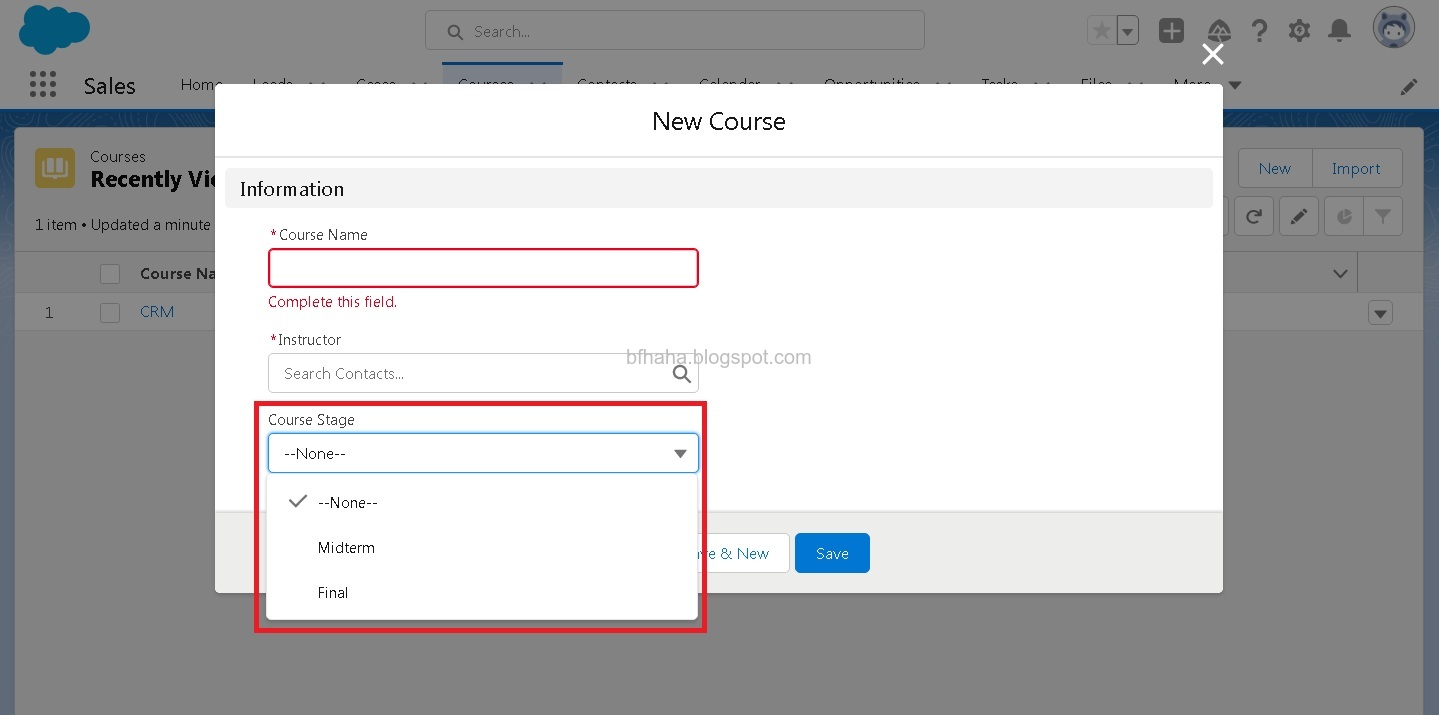 Search...
Sales
Home
Leads
Cases
Courses
Contacts
Calendar
Opportunities
Tasks
Files
More
New Course
Courses
Recently Vie
New
Import
Information
1 item • Updated a minute
* Course Name
Course Na
Complete this field.
1
CRM
*Instructor
bfhaha.blogspot.com
Search Contacts...
Course Stage
--None--
--None--
Midterm
ve & New
Save
Final